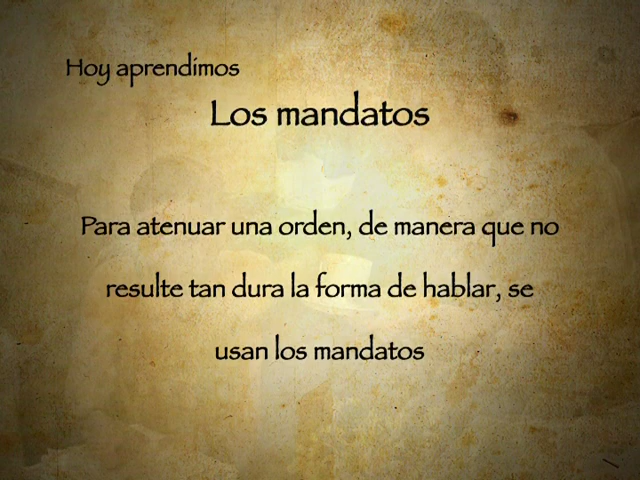 Hoy aprendimos
Los mandatos
Para atenuar una orden, de manera que no
resulte tan dura la forma de hablar, se
usan los mandatos